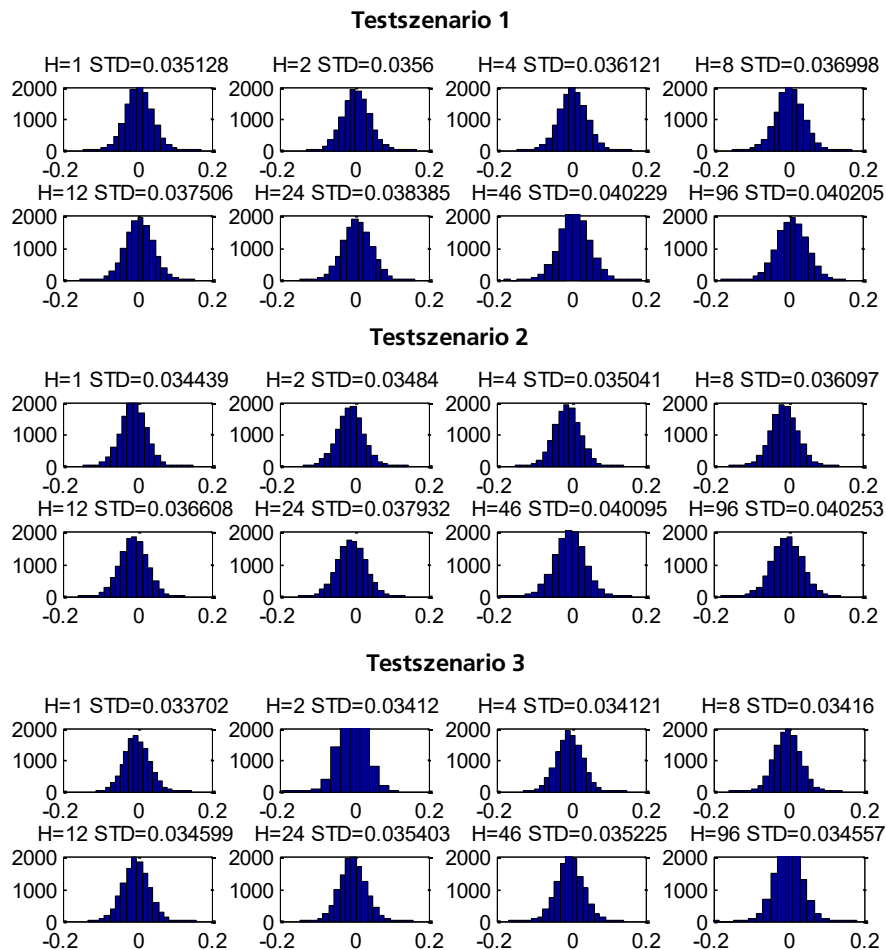 Testszenario 1
H=1 STD=0.035128 H=2 STD=0.0356 H=4 STD=0.036121 H=8 STD=0.036998
2000 2000 2000 2000
1000 1000 1000 1000
0 0 0 0
-0.2 0 0.2 -0.2 0 0.2 -0.2 0 0.2 -0.2 0 0.2
H=12 STD=0.037506 H=24 STD=0.038385 H=46 STD=0.040229 H=96 STD=0.040205
2000 2000 2000 2000
1000 1000 1000 1000
0 0 0 0
-0.2 0 0.2 -0.2 0 0.2 -0.2 0 0.2 -0.2 0 0.2
Testszenario 2
H=1 STD=0.034439 H=2 STD=0.03484 H=4 STD=0.035041 H=8 STD=0.036097
2000 2000 2000 2000
1000 1000 1000 1000
0 0 0 0
-0.2 0 0.2 -0.2 0 0.2 -0.2 0 0.2 -0.2 0 0.2
H=12 STD=0.036608 H=24 STD=0.037932 H=46 STD=0.040095 H=96 STD=0.040253
2000 2000 2000 2000
1000 1000 1000 1000
0 0 0 0
-0.2 0 0.2 -0.2 0 0.2 -0.2 0 0.2 -0.2 0 0.2
Testszenario 3
H=1 STD=0.033702 H=2 STD=0.03412 H=4 STD=0.034121 H=8 STD=0.03416
2000 2000 2000 2000
1000 1000 1000 1000
0 0 0 0
-0.2 0 0.2 -0.2 0 0.2 -0.2 0 0.2 -0.2 0 0.2
H=12 STD=0.034599 H=24 STD=0.035403 H=46 STD=0.035225 H=96 STD=0.034557
2000 2000 2000 2000
1000 1000 1000 1000
0 0 0 0
-0.2 0 0.2 -0.2 0 0.2 -0.2 0 0.2 -0.2 0 0.2